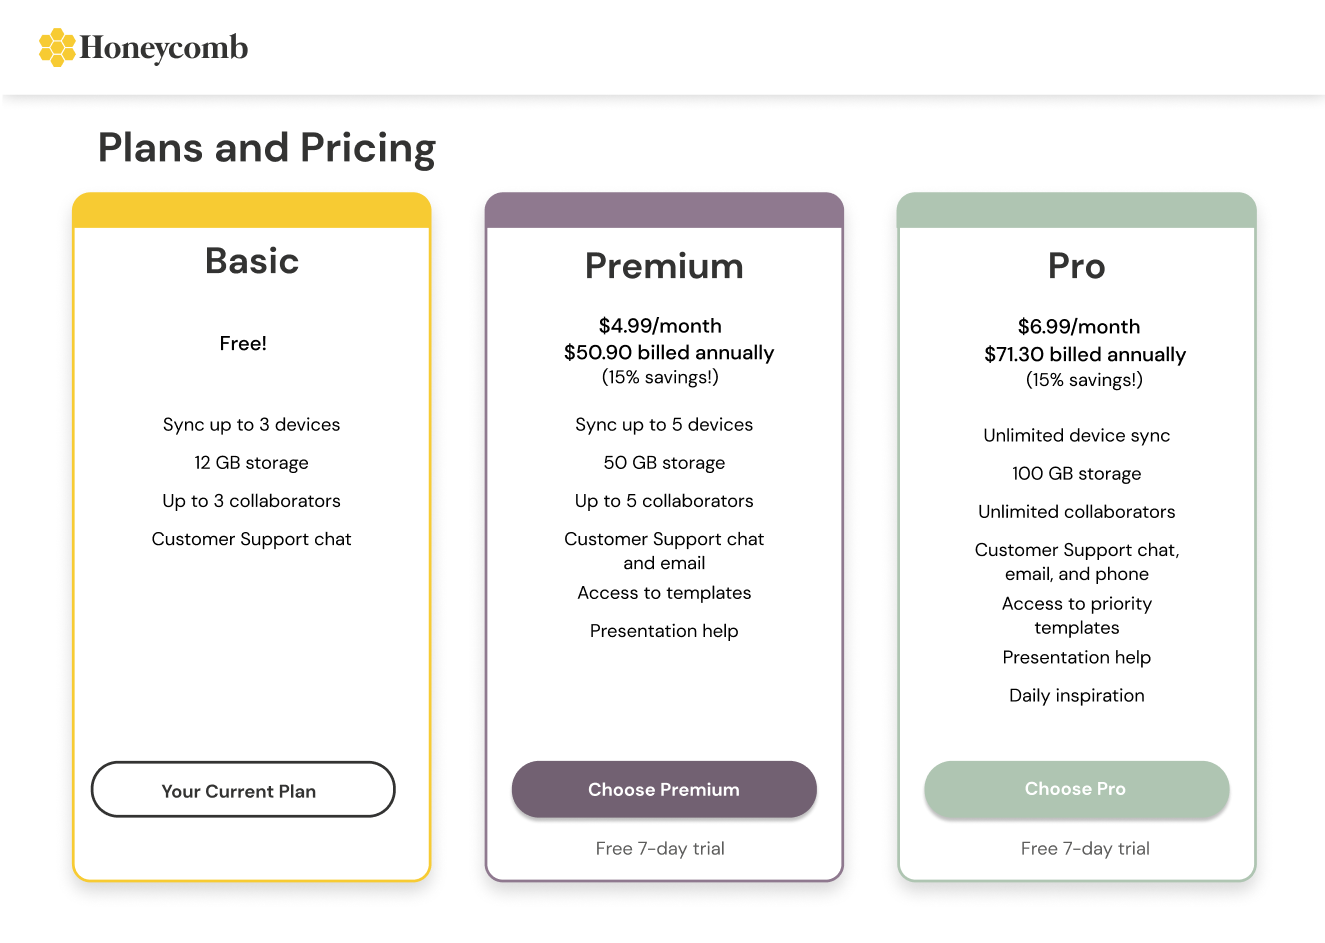 Honeycomb
Plans and Pricing
Basic
Free!
Sync up to 3 devices
12 GB storage
Up to 3 collaborators
Customer Support chat
Your Current Plan
Premium
$4.99/month
$50.90 billed annually
(15% savings!)
Sync up to 5 devices
50 GB storage
Up to 5 collaborators
Customer Support chat
and email
Access to templates
Presentation help
Choose Premium
Free 7-day trial
Pro
$6.99/month
$71.30 billed annually
(15% savings!)
Unlimited device sync
100 GB storage
Unlimited collaborators
Customer Support chat,
email, and phone
Access to priority
templates
Presentation help
Daily inspiration
Choose Pro
Free 7-day trial